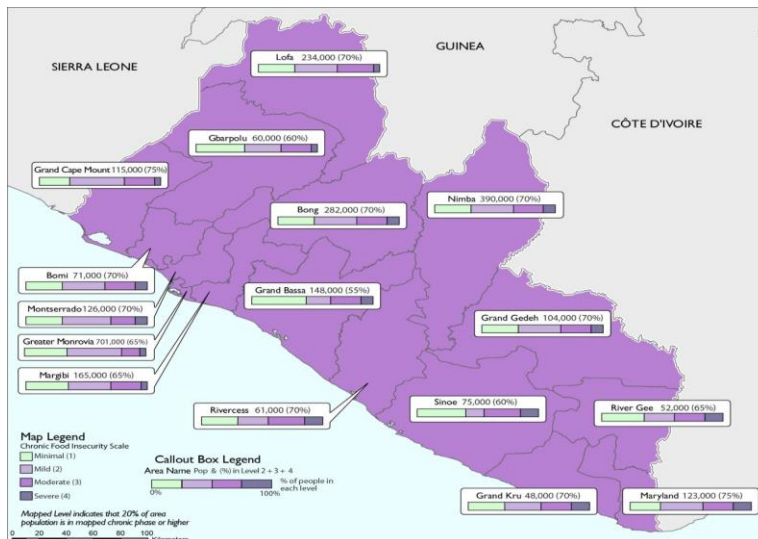 GUINEA
SIERRA LEONE
CÔTE D'IVOIRE
Lofa 234,000 (70%)
Gbarpolu 60,000 (60%)
Grand Cape Mount 115,000 (75%)
Bong 282,000 (70%)
Nimba 390,000 (70%)
Bomi 71,000 (70%)
Grand Bassa 148,000 (55%)
Montserrado 126,000 (70%)
Grand Gedeh 104,000 (70%)
Greater Monrovia 701,000 (65%)
Margibi 165,000 (65%)
Rivercess 61,000 (70%)
Sinoe 75,000 (60%)
River Gee 52,000 (65%)
Grand Kru 48,000 (70%)
Maryland 123,000 (75%)
Map Legend
Chronic Food Insecurity Scale
Minimal (1)
Mild (2)
Moderate (3)
Severe (4)
Mapped Level indicates that 20% of area
population is in mapped chronic phase or higher
0 20 40 60 80 100
Callout Box Legend
Area Name Pop & (%) in Level 2 + 3 + 4
% of people in
each level
0% 100%